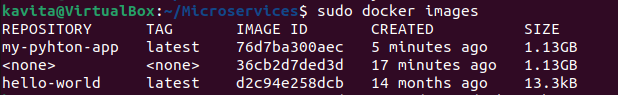 kavita@VirtualBox:~/Microservices$ sudo docker images
REPOSITORY TAG IMAGE ID CREATED SIZE
my-pyhton-app latest 76d7ba300aec 5 minutes ago 1.13GB
<none> <none> 36cb2d7ded3d 17 minutes ago 1.13GB
hello-world latest d2c94e258dcb 14 months ago 13.3kB